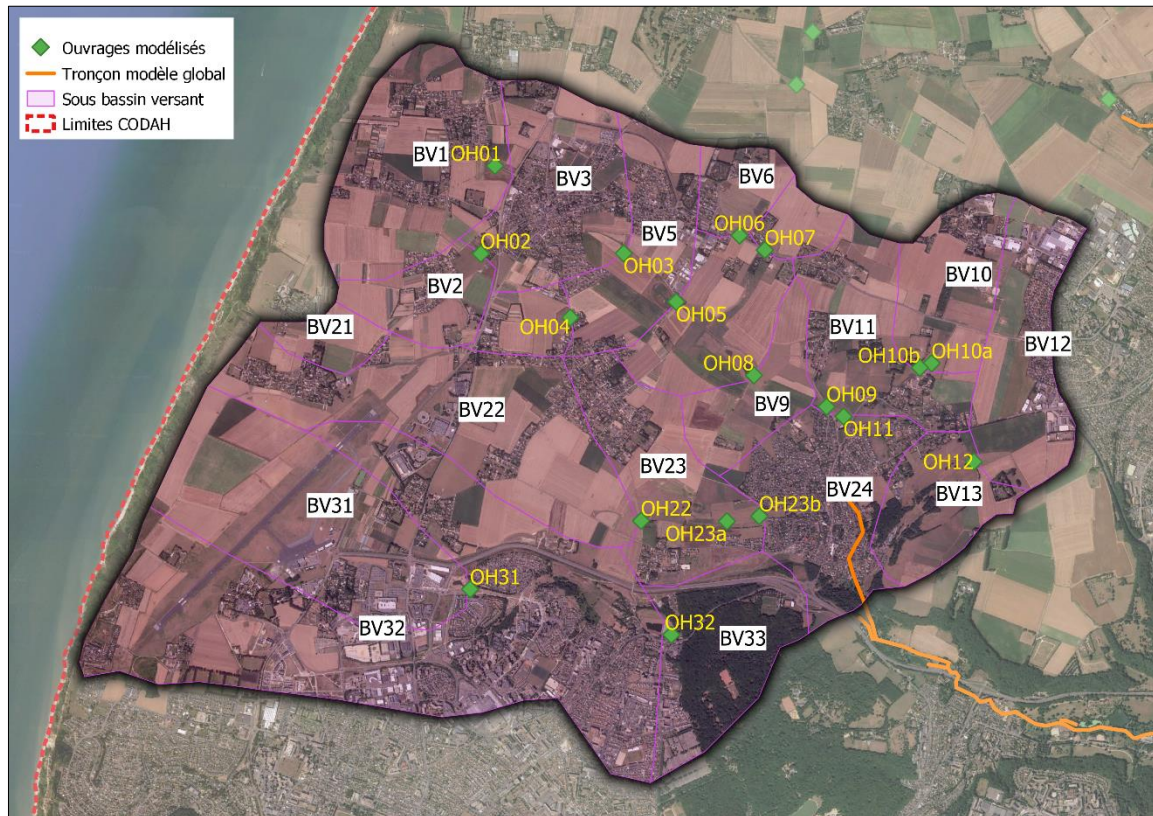 Ouvrages modélisés
Tronçon modèle global
Sous bassin versant
Limites CODAH
BV1
OH01
BV3
BV6
OH06
OH07
BV5
OH03
OH02
BV2
BV10
OH05
OH04
BV21
BV11
BV12
OH10b
OH10a
OH08
BV9
OH09
OH11
BV22
BV23
OH12
BV13
BV24
BV31
OH22
OH23a
OH23b
OH31
BV32
OH32
BV33